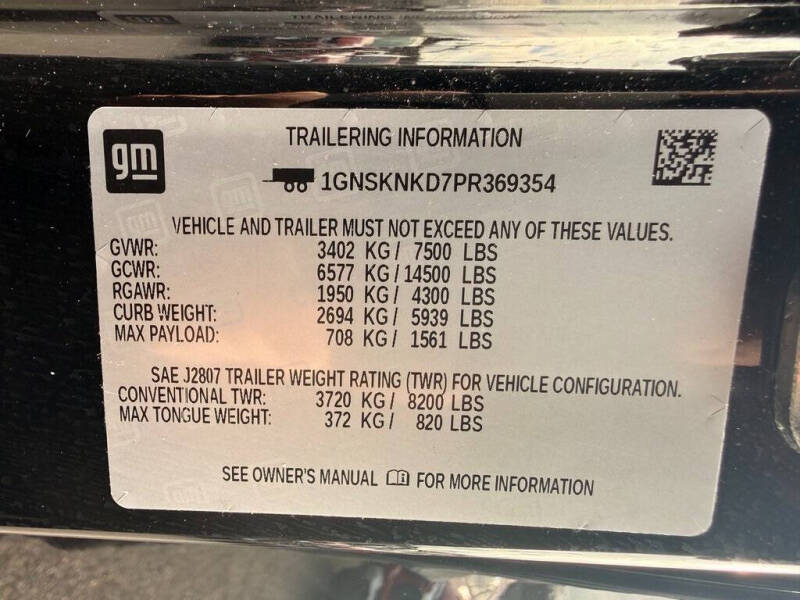 gm
TRAILERING INFORMATION
1GNSKNKD7PR369354
VEHICLE AND TRAILER MUST NOT EXCEED ANY OF THESE VALUES.
GVWR: 3402 KG / 7500 LBS
GCWR: 6577 KG / 14500 LBS
RGAWR: 1950 KG / 4300 LBS
CURB WEIGHT: 2694 KG / 5939 LBS
MAX PAYLOAD: 708 KG / 1561 LBS
SAE J2807 TRAILER WEIGHT RATING (TWR) FOR VEHICLE CONFIGURATION.
CONVENTIONAL TWR: 3720 KG / 8200 LBS
MAX TONGUE WEIGHT: 372 KG / 820 LBS
SEE OWNER'S MANUAL FOR MORE INFORMATION